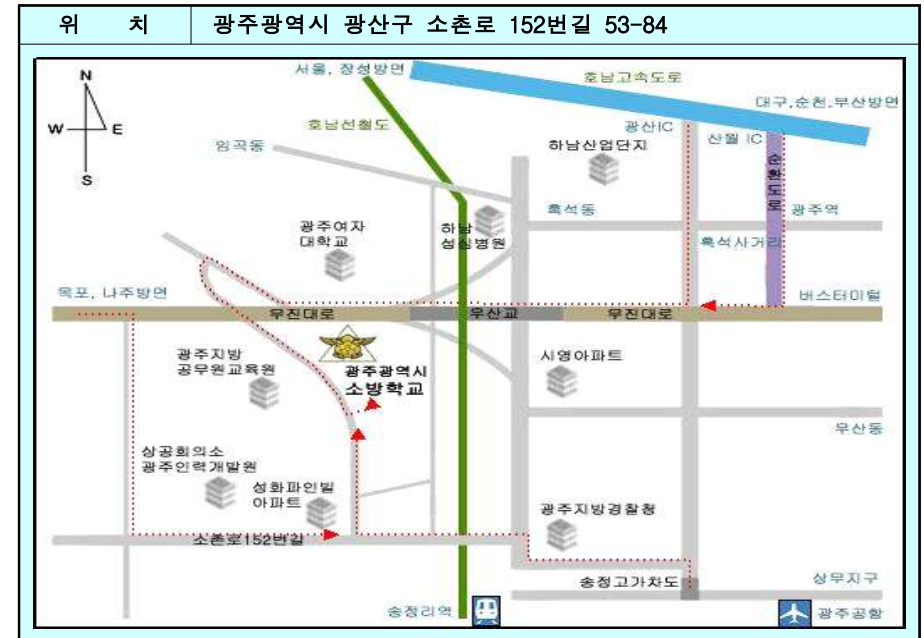 위 치 광주광역시 광산구 소촌로 152번길 53-84
서울, 장성방면
호남고속도로
대구,순천,부산방면
N
W E
S
호남선철도
임곡동
광산IC
산월 IC
하남산업단지
순환도로
흑석동
광주역
광주여자
대학교
하남
성심병원
흑석사거리
목포, 나주방면
버스터미널
무진대로
우산교
무진대로
광주지방
공무원교육원
광주광역시
소방학교
시영아파트
우산동
상공회의소
광주인력개발원
성화파인빌
아파트
광주지방경찰청
소촌로152번길
송정고가차도
상무지구
송정리역
광주공항